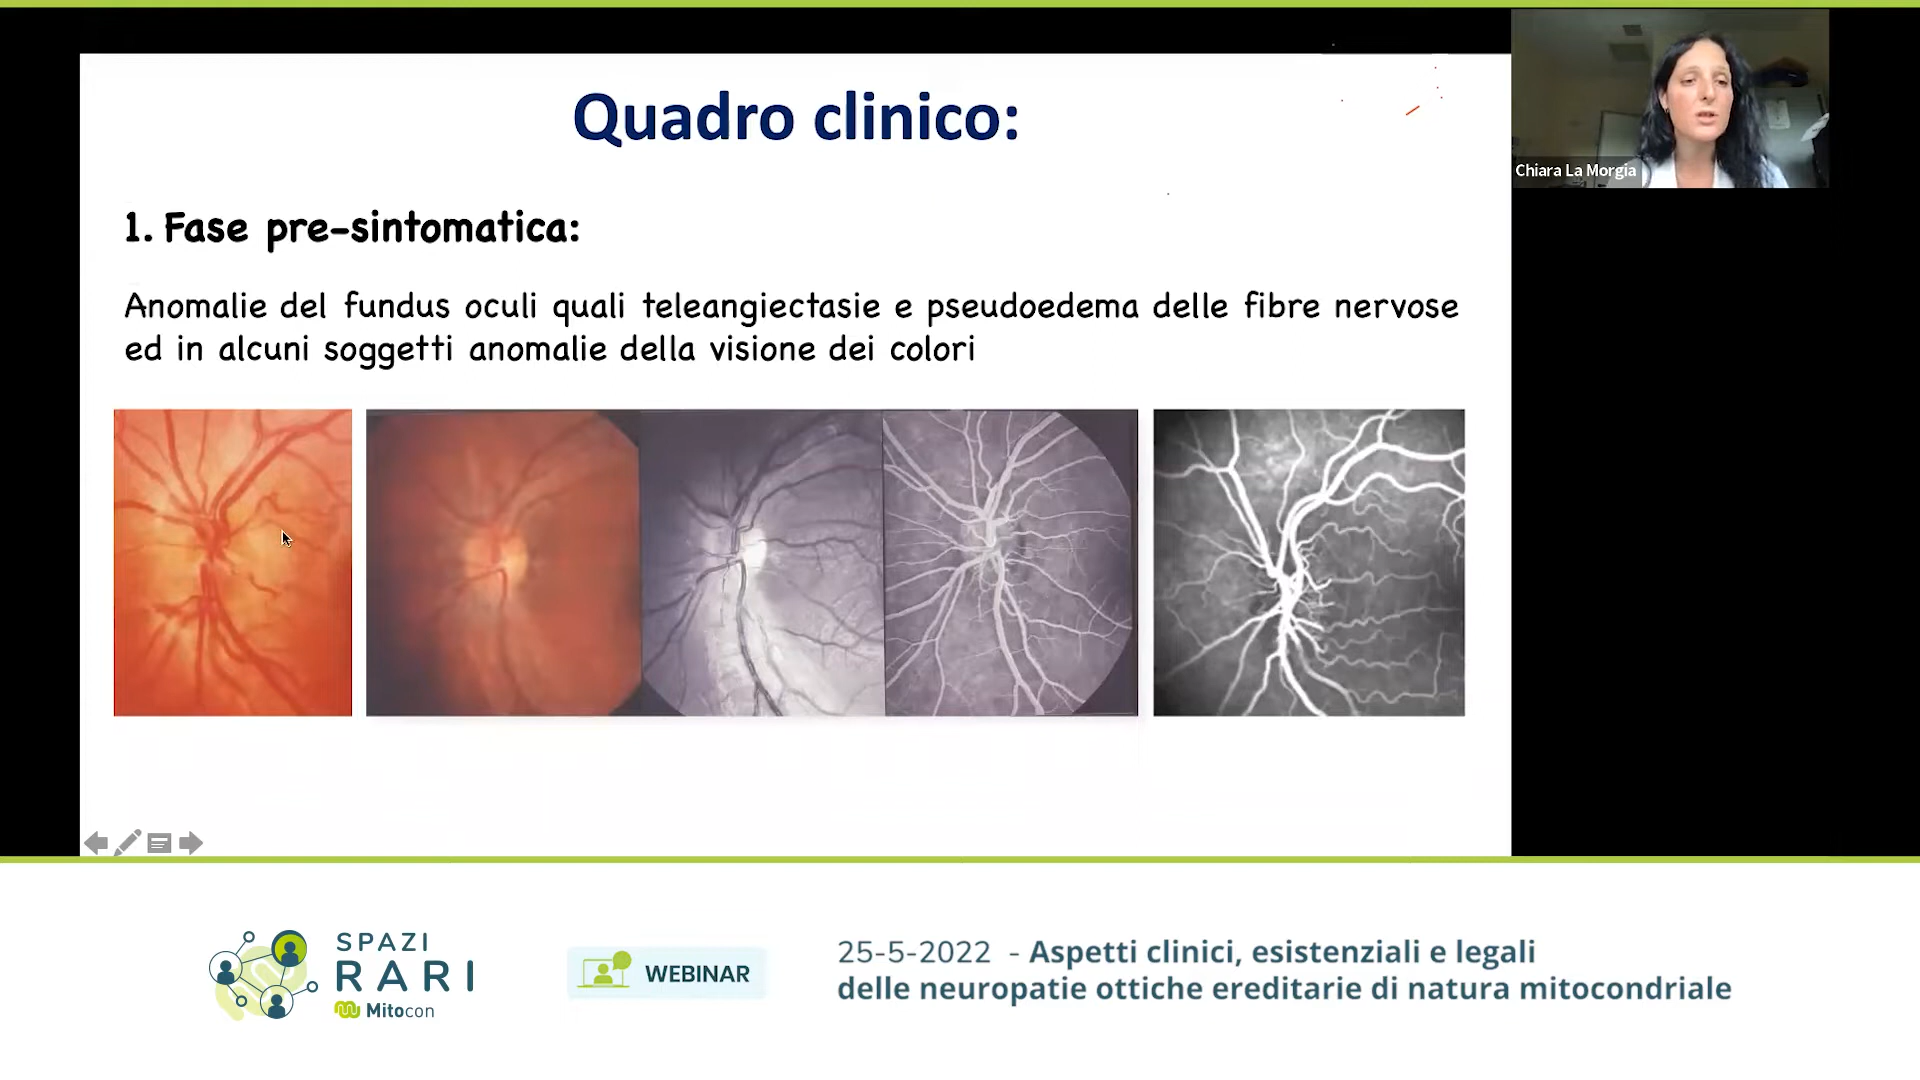 Quadro clinico:
Chiara La Morgia
1. Fase pre-sintomatica:
Anomalie del fundus oculi quali teleangiectasie e pseudoedema delle fibre nervose
ed in alcuni soggetti anomalie della visione dei colori
SPAZI
RARI
Mitocon
WEBINAR
25-5-2022 - Aspetti clinici, esistenziali e legali
delle neuropatie ottiche ereditarie di natura mitocondriale